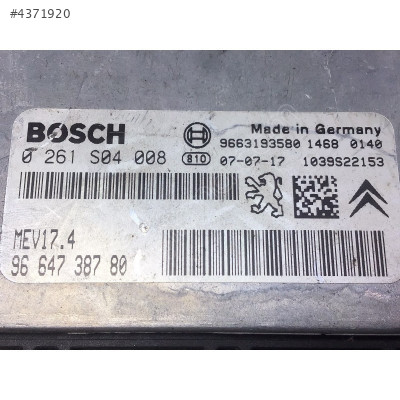 #4371920
BOSCH
Made in Germany
9663193580 1468 0140
0 261 S04 008 810 07-07-17 1039S22153
MEV17.4
96 647 387 80